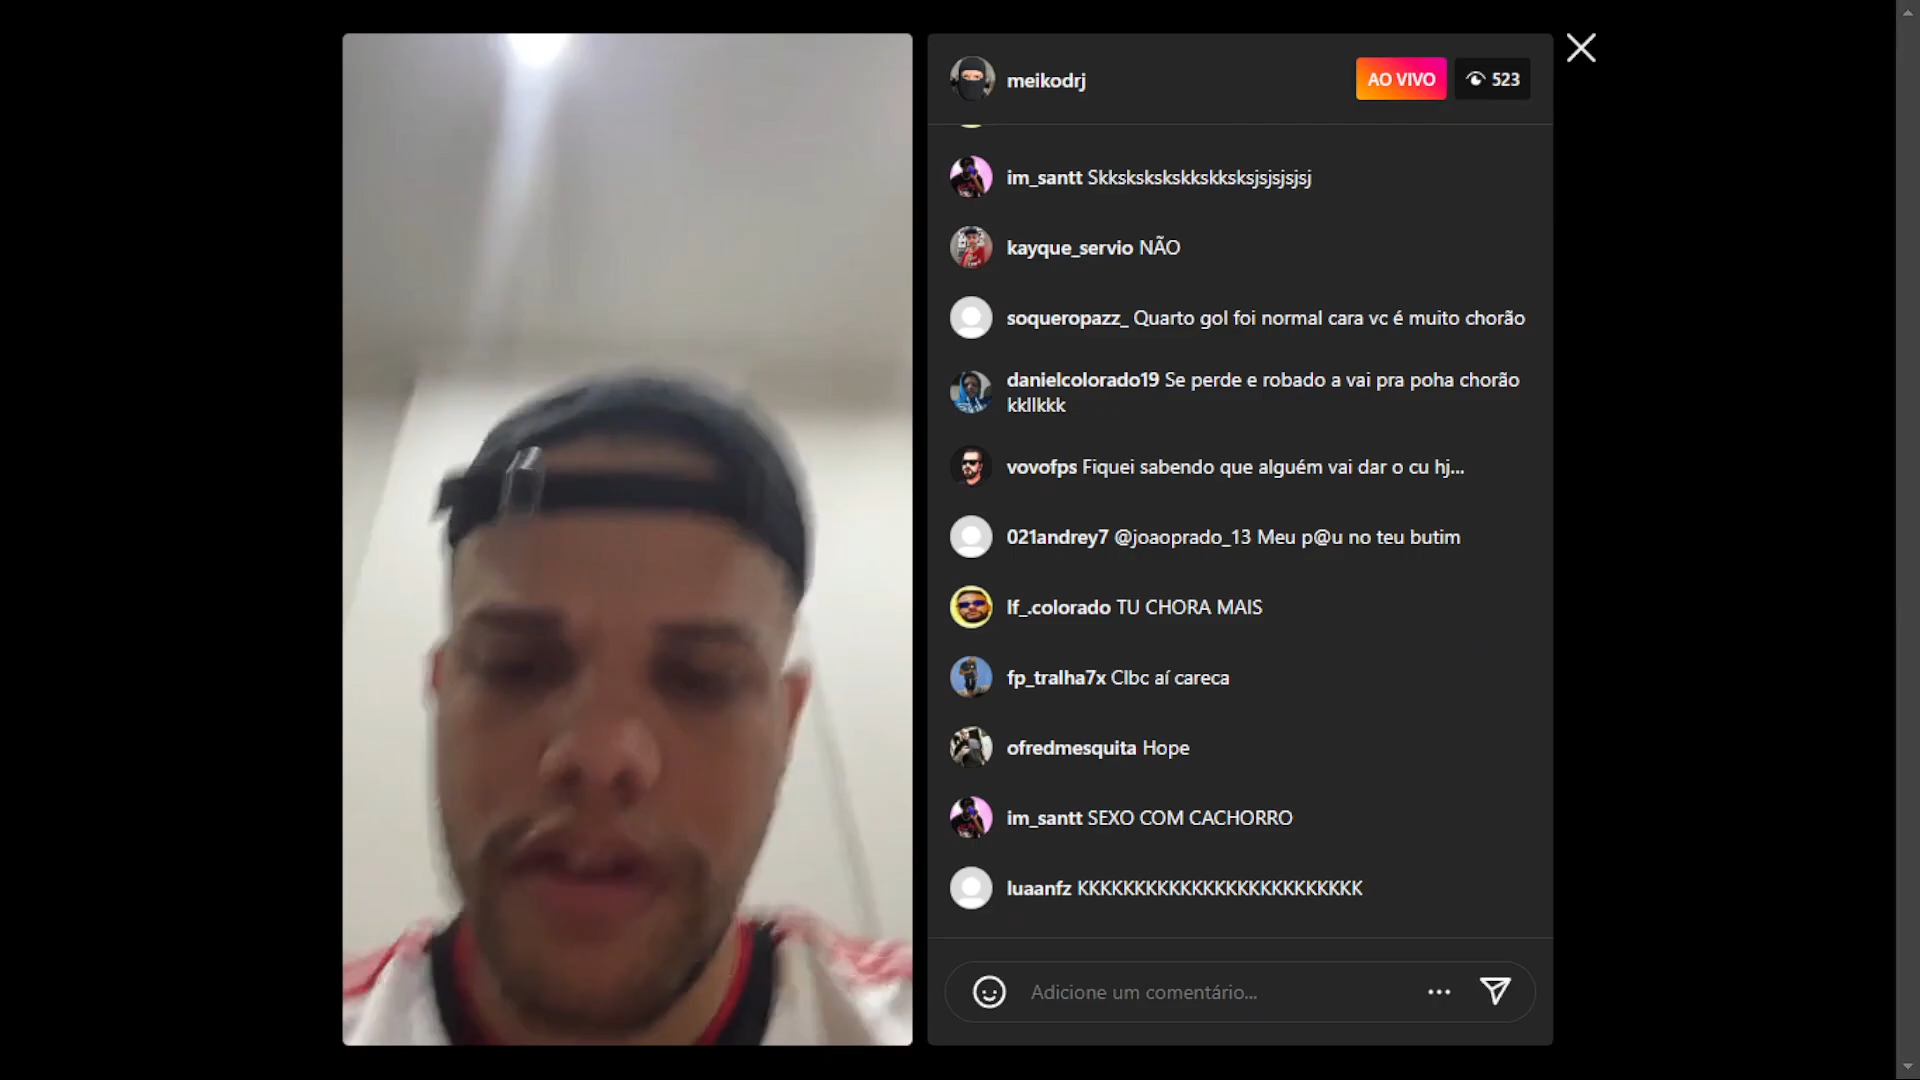 meikodrj
AO VIVO
523
im_santt Skkskskskskkskksksjsjsjsjsj
kayque_servio NÃO
soqueropazz_ Quarto gol foi normal cara vc é muito chorão
danielcolorado19 Se perde e robado a vai pra poha chorão
kkllkkk
vovofps Fiquei sabendo que alguém vai dar o cu hj...
021andrey7 @joaoprado_13 Meu p@u no teu butim
lf_.colorado TU CHORA MAIS
fp_tralha7x Clbc aí careca
ofredmesquita Hope
im_santt SEXO COM CACHORRO
luaanfz KKKKKKKKKKKKKKKKKKKKKKKKK
Adicione um comentário...